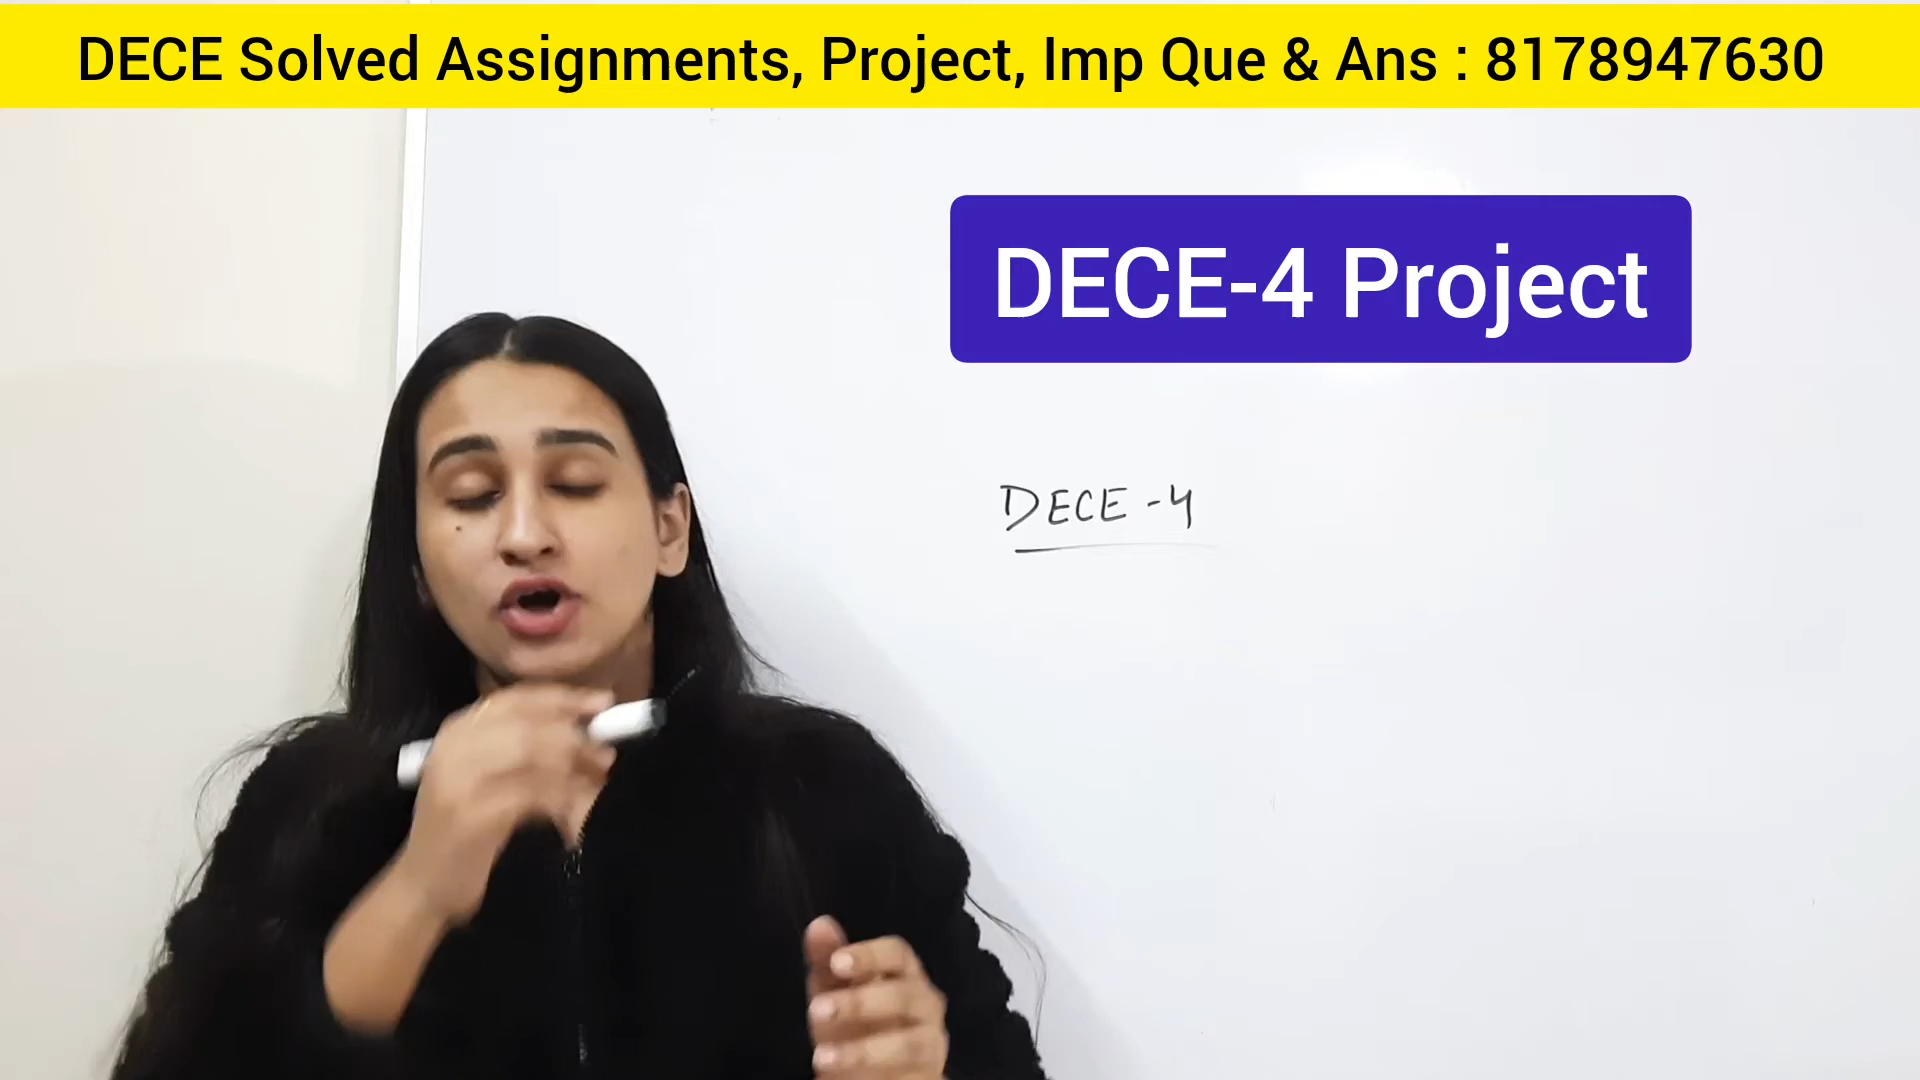 DECE Solved Assignments, Project, Imp Que & Ans : 8178947630
DECE-4 Project
DECE -4